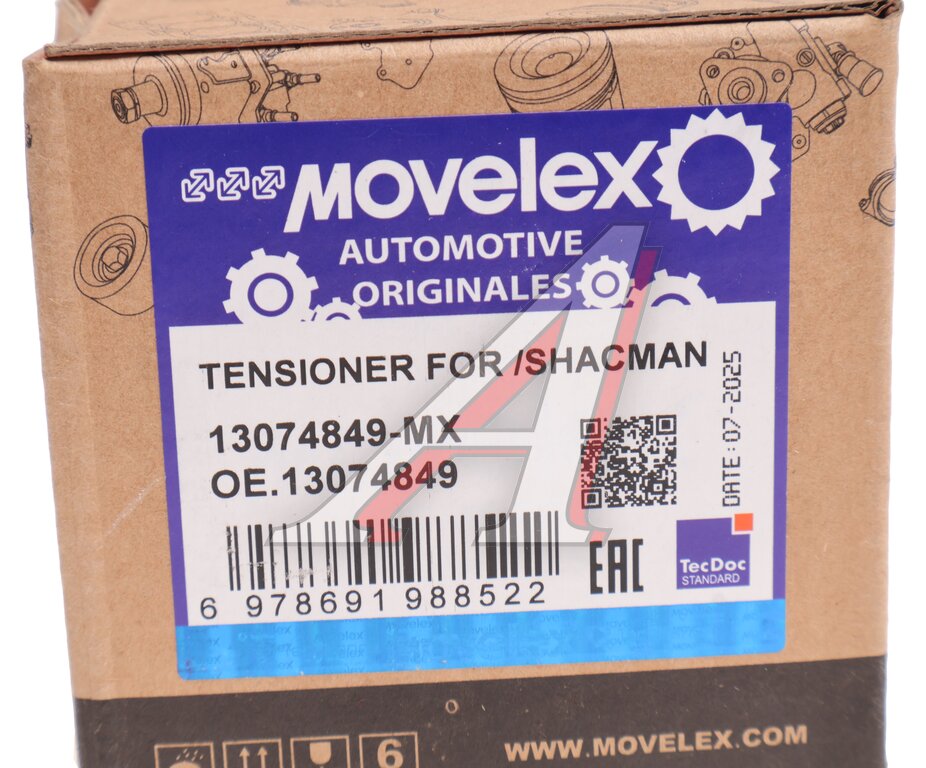 MOVELEX
AUTOMOTIVE
ORIGINALES
TENSIONER FOR /SHACMAN
13074849-MX
OE.13074849
DATE:07-2025
6 978691 988522
EAC
TecDoc
STANDARD
movelex
6
WWW.MOVELEX.COM